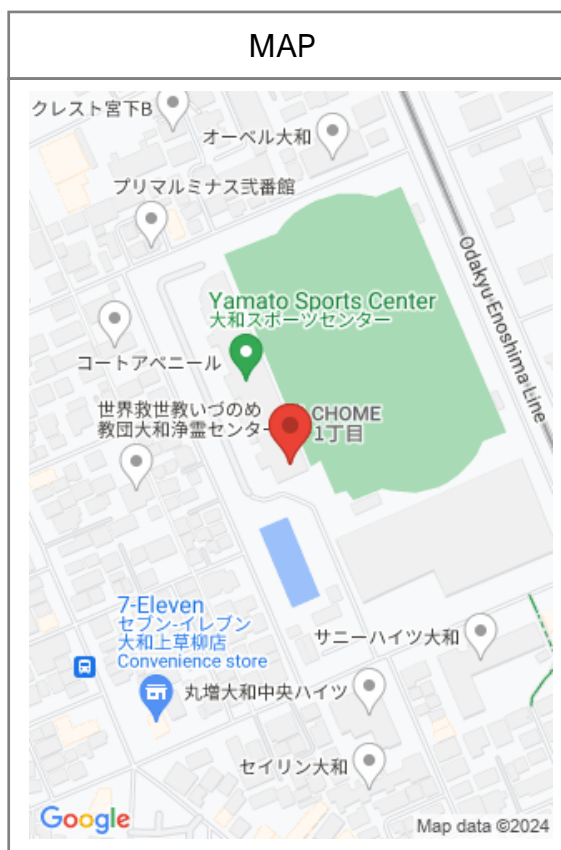 MAP
クレスト宮下B
オーベル大和
プリマルミナス弐番館
Odakyu Enoshima Line
Yamato Sports Center
大和スポーツセンター
コートアベニール
世界救世教いづのめ
教団大和浄霊センタ
CHOME
1丁目
7-Eleven
セブン-イレブン
大和上草柳店
Convenience store
サニーハイツ大和
丸増大和中央ハイツ
セイリン大和
Google
Map data ©2024